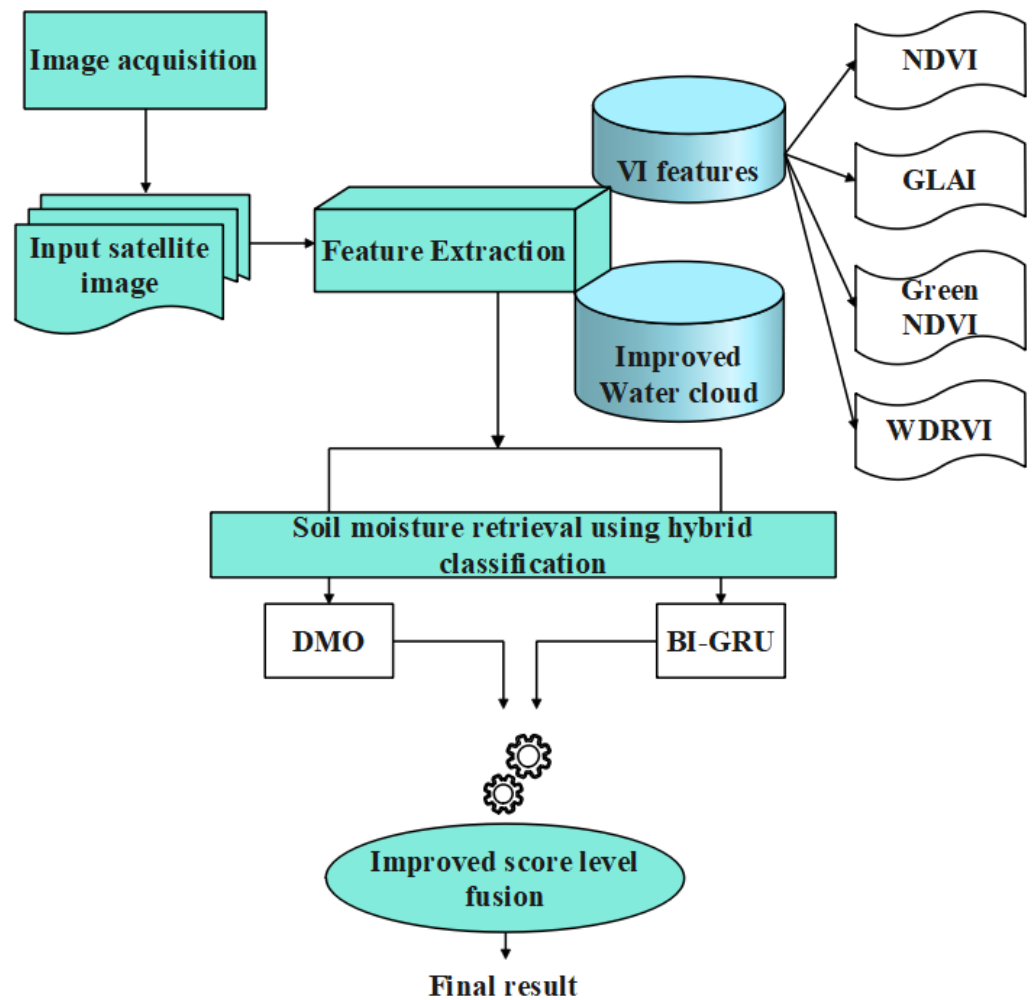 Image acquisition
NDVI
VI features
GLAI
Input satellite
image
Feature Extraction
Green
NDVI
Improved
Water cloud
WDRVI
Soil moisture retrieval using hybrid
classification
DMO
BI-GRU
Improved score level
fusion
Final result